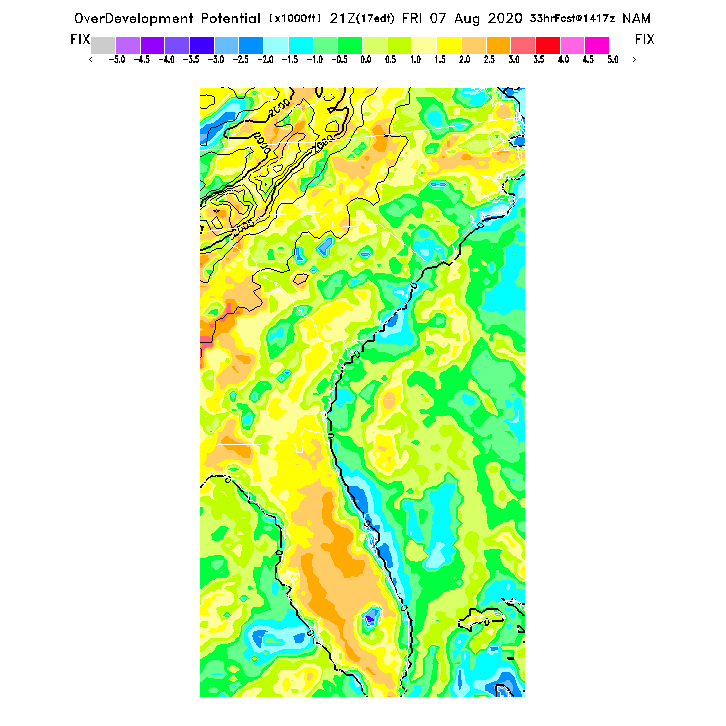 OverDevelopment Potential [x1000ft] 21Z(17edt) FRI 07 Aug 2020 33hrFcst@1417z NAM
FIX FIX
< -5.0 -4.5 -4.0 -3.5 -3.0 -2.5 -2.0 -1.5 -1.0 -0.5 0.0 0.5 1.0 1.5 2.0 2.5 3.0 3.5 4.0 4.5 5.0 >
2000